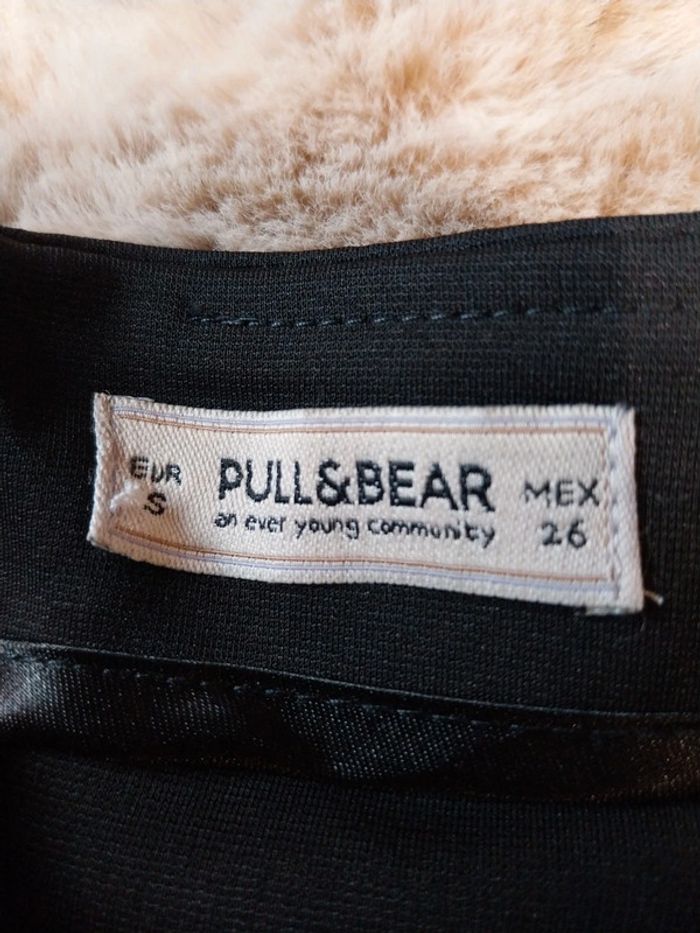 EUR
S
PULL&BEAR
an ever young community
MEX
26